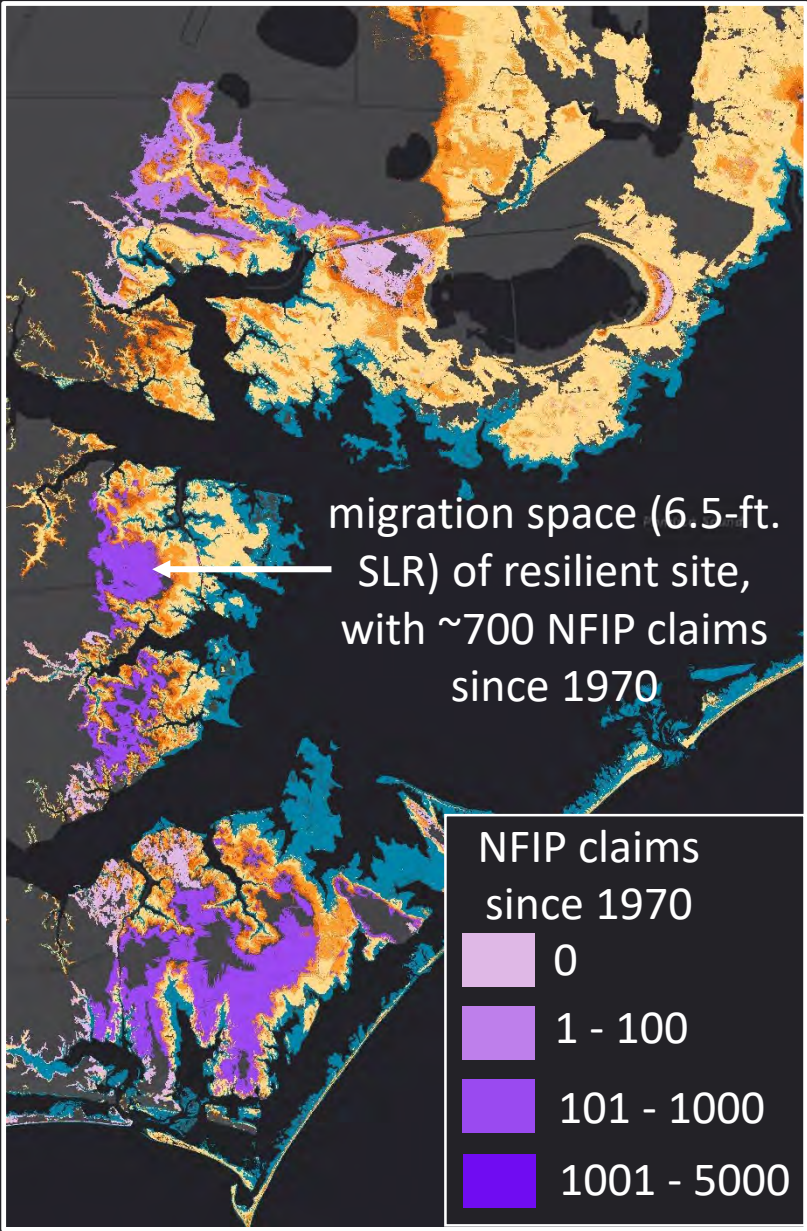 migration space (6.5-ft.
SLR) of resilient site,
with ~700 NFIP claims
since 1970
NFIP claims
since 1970
0
1 - 100
101 - 1000
1001 - 5000